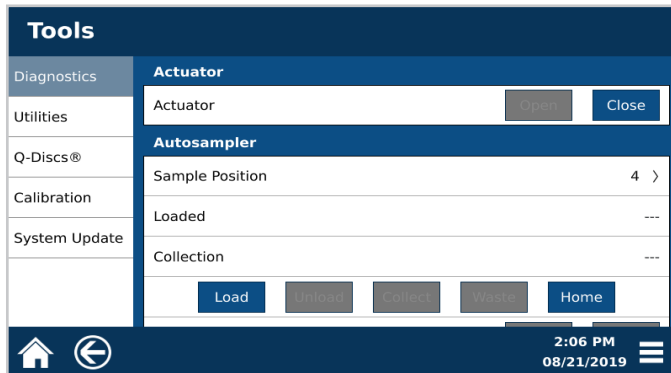 Tools
Diagnostics
Utilities
Q-Discs®
Calibration
System Update
Actuator
Actuator Open Close
Autosampler
Sample Position 4 〉
Loaded ---
Collection ---
Load Unload Collect Waste Home
2:06 PM
08/21/2019